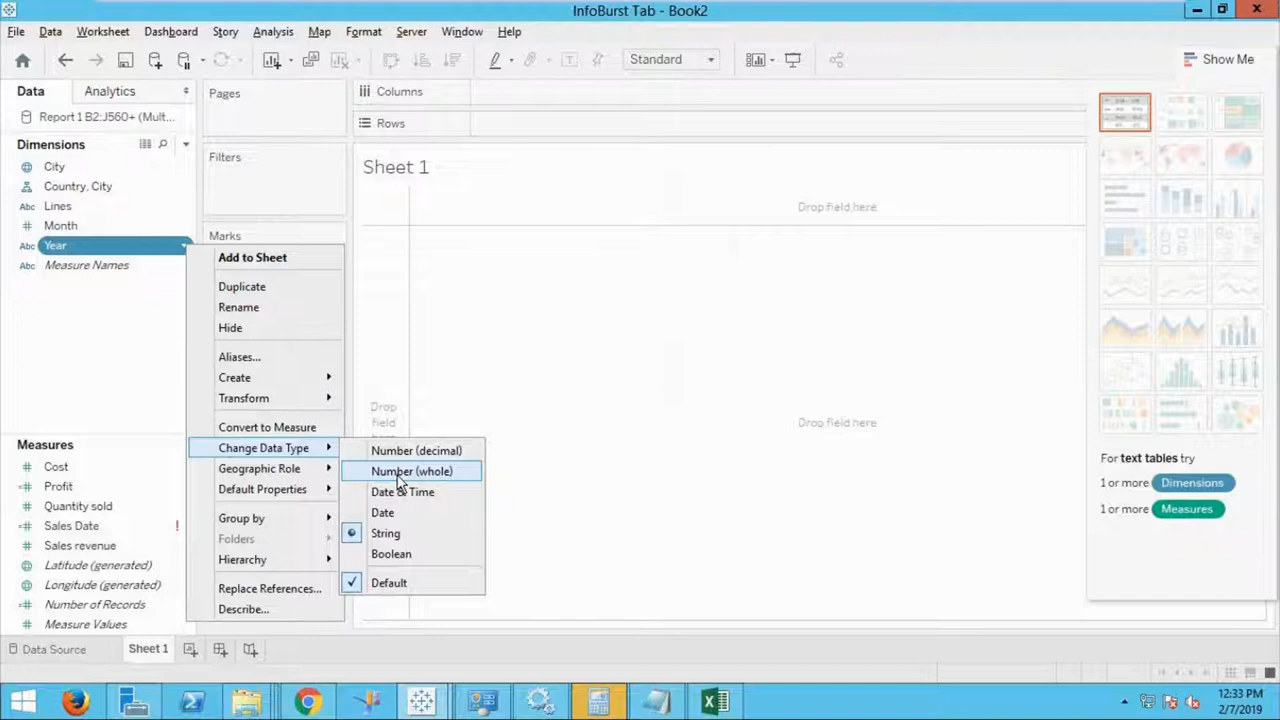 InfoBurst Tab - Book2
File Data Worksheet Dashboard Story Analysis Map Format Server Window Help
Standard
Show Me
Data Analytics
Pages
Columns
Report 1 B2:J560+ (Mult...
Rows
Dimensions
Filters
Sheet 1
City
Country, City
Lines
Drop field here
Month
Marks
Year
Abc
Abc
Abc
Measure Names
Add to Sheet
Duplicate
Rename
Hide
Aliases...
Create
Transform
Convert to Measure
Change Data Type
Geographic Role
Default Properties
Group by
Folders
Hierarchy
Replace References...
Describe...
Number (decimal)
Number (whole)
Date & Time
Date
String
Boolean
Default
Drop
field
Drop field here
Measures
Cost
Profit
Quantity sold
Sales Date !
Sales revenue
Latitude (generated)
Longitude (generated)
Number of Records
Measure Values
For text tables try
1 or more Dimensions
1 or more Measures
Data Source Sheet 1
12:33 PM
2/7/2019